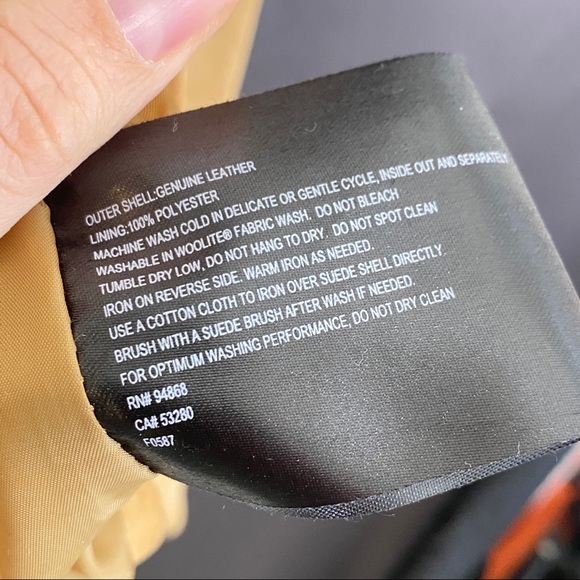 OUTER SHELL:GENUINE LEATHER
LINING:100% POLYESTER
MACHINE WASH COLD IN DELICATE OR GENTLE CYCLE, INSIDE OUT AND SEPARATELY
WASHABLE IN WOOLITE® FABRIC WASH. DO NOT BLEACH
TUMBLE DRY LOW, DO NOT HANG TO DRY. DO NOT SPOT CLEAN
IRON ON REVERSE SIDE. WARM IRON AS NEEDED.
USE A COTTON CLOTH TO IRON OVER SUEDE SHELL DIRECTLY.
BRUSH WITH A SUEDE BRUSH AFTER WASH IF NEEDED.
FOR OPTIMUM WASHING PERFORMANCE, DO NOT DRY CLEAN
RN# 94868
CA# 53280
F0587